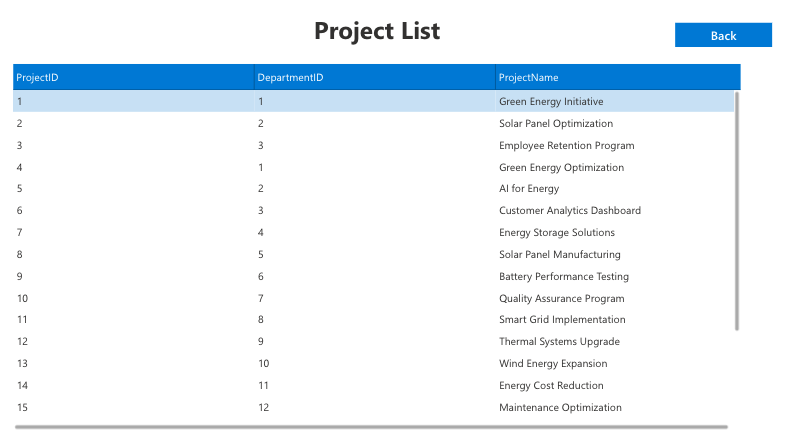 Project List
Back
ProjectID DepartmentID ProjectName
1 1 Green Energy Initiative
2 2 Solar Panel Optimization
3 3 Employee Retention Program
4 1 Green Energy Optimization
5 2 AI for Energy
6 3 Customer Analytics Dashboard
7 4 Energy Storage Solutions
8 5 Solar Panel Manufacturing
9 6 Battery Performance Testing
10 7 Quality Assurance Program
11 8 Smart Grid Implementation
12 9 Thermal Systems Upgrade
13 10 Wind Energy Expansion
14 11 Energy Cost Reduction
15 12 Maintenance Optimization